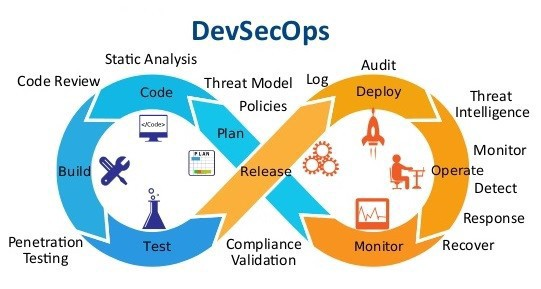 DevSecOps
Static Analysis
Code Review
Code
Threat Model
Policies
Plan
</Code>
PLAN
Build
Test
Penetration
Testing
Release
Compliance
Validation
Log
Audit
Deploy
Threat
Intelligence
Monitor
Operate
Detect
Response
Recover
Monitor